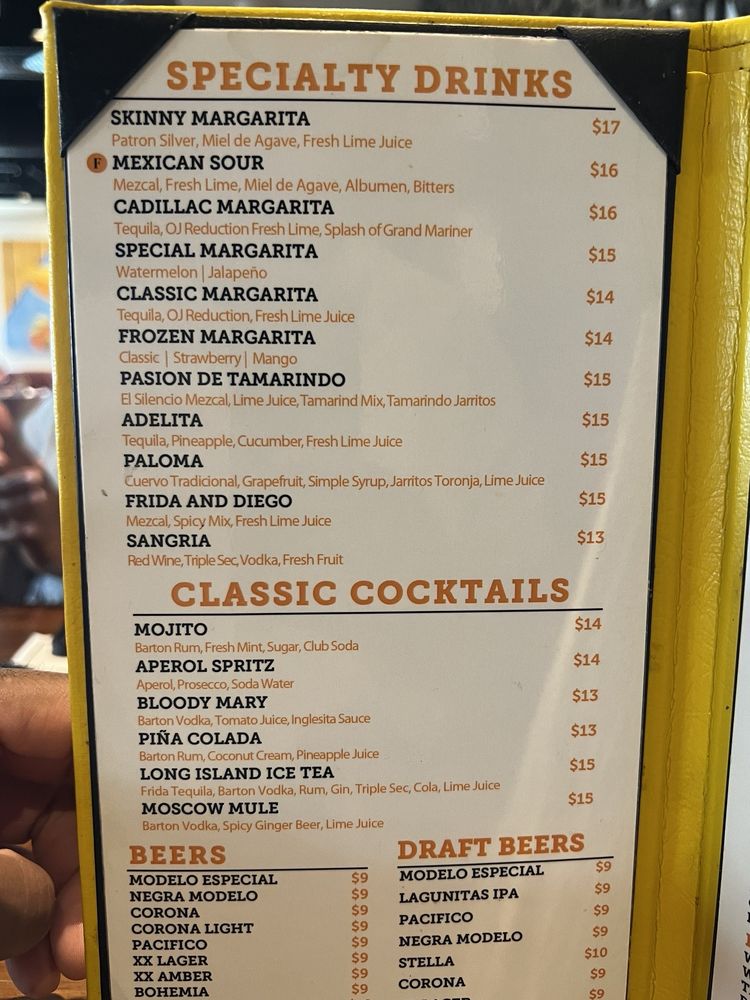 SPECIALTY DRINKS
SKINNY MARGARITA $17
Patron Silver, Miel de Agave, Fresh Lime Juice
F MEXICAN SOUR $16
Mezcal, Fresh Lime, Miel de Agave, Albumen, Bitters
CADILLAC MARGARITA $16
Tequila, OJ Reduction Fresh Lime, Splash of Grand Mariner
SPECIAL MARGARITA $15
Watermelon | Jalapeño
CLASSIC MARGARITA $14
Tequila, OJ Reduction, Fresh Lime Juice
FROZEN MARGARITA $14
Classic | Strawberry | Mango
PASION DE TAMARINDO $15
El Silencio Mezcal, Lime Juice, Tamarind Mix, Tamarindo Jarritos
ADELITA $15
Tequila, Pineapple, Cucumber, Fresh Lime Juice
PALOMA $15
Cuervo Tradicional, Grapefruit, Simple Syrup, Jarritos Toronja, Lime Juice
FRIDA AND DIEGO $15
Mezcal, Spicy Mix, Fresh Lime Juice
SANGRIA $13
Red Wine, Triple Sec, Vodka, Fresh Fruit
CLASSIC COCKTAILS
MOJITO $14
Barton Rum, Fresh Mint, Sugar, Club Soda
APEROL SPRITZ $14
Aperol, Prosecco, Soda Water
BLOODY MARY $13
Barton Vodka, Tomato Juice, Inglesita Sauce
PIÑA COLADA $13
Barton Rum, Coconut Cream, Pineapple Juice
LONG ISLAND ICE TEA $15
Frida Tequila, Barton Vodka, Rum, Gin, Triple Sec, Cola, Lime Juice
MOSCOW MULE $15
Barton Vodka, Spicy Ginger Beer, Lime Juice
BEERS
MODELO ESPECIAL $9
NEGRA MODELO $9
CORONA $9
CORONA LIGHT $9
PACIFICO $9
XX LAGER $9
XX AMBER $9
BOHEMIA $9
DRAFT BEERS
MODELO ESPECIAL $9
LAGUNITAS IPA $9
PACIFICO $9
NEGRA MODELO $9
STELLA $10
CORONA $9
$9